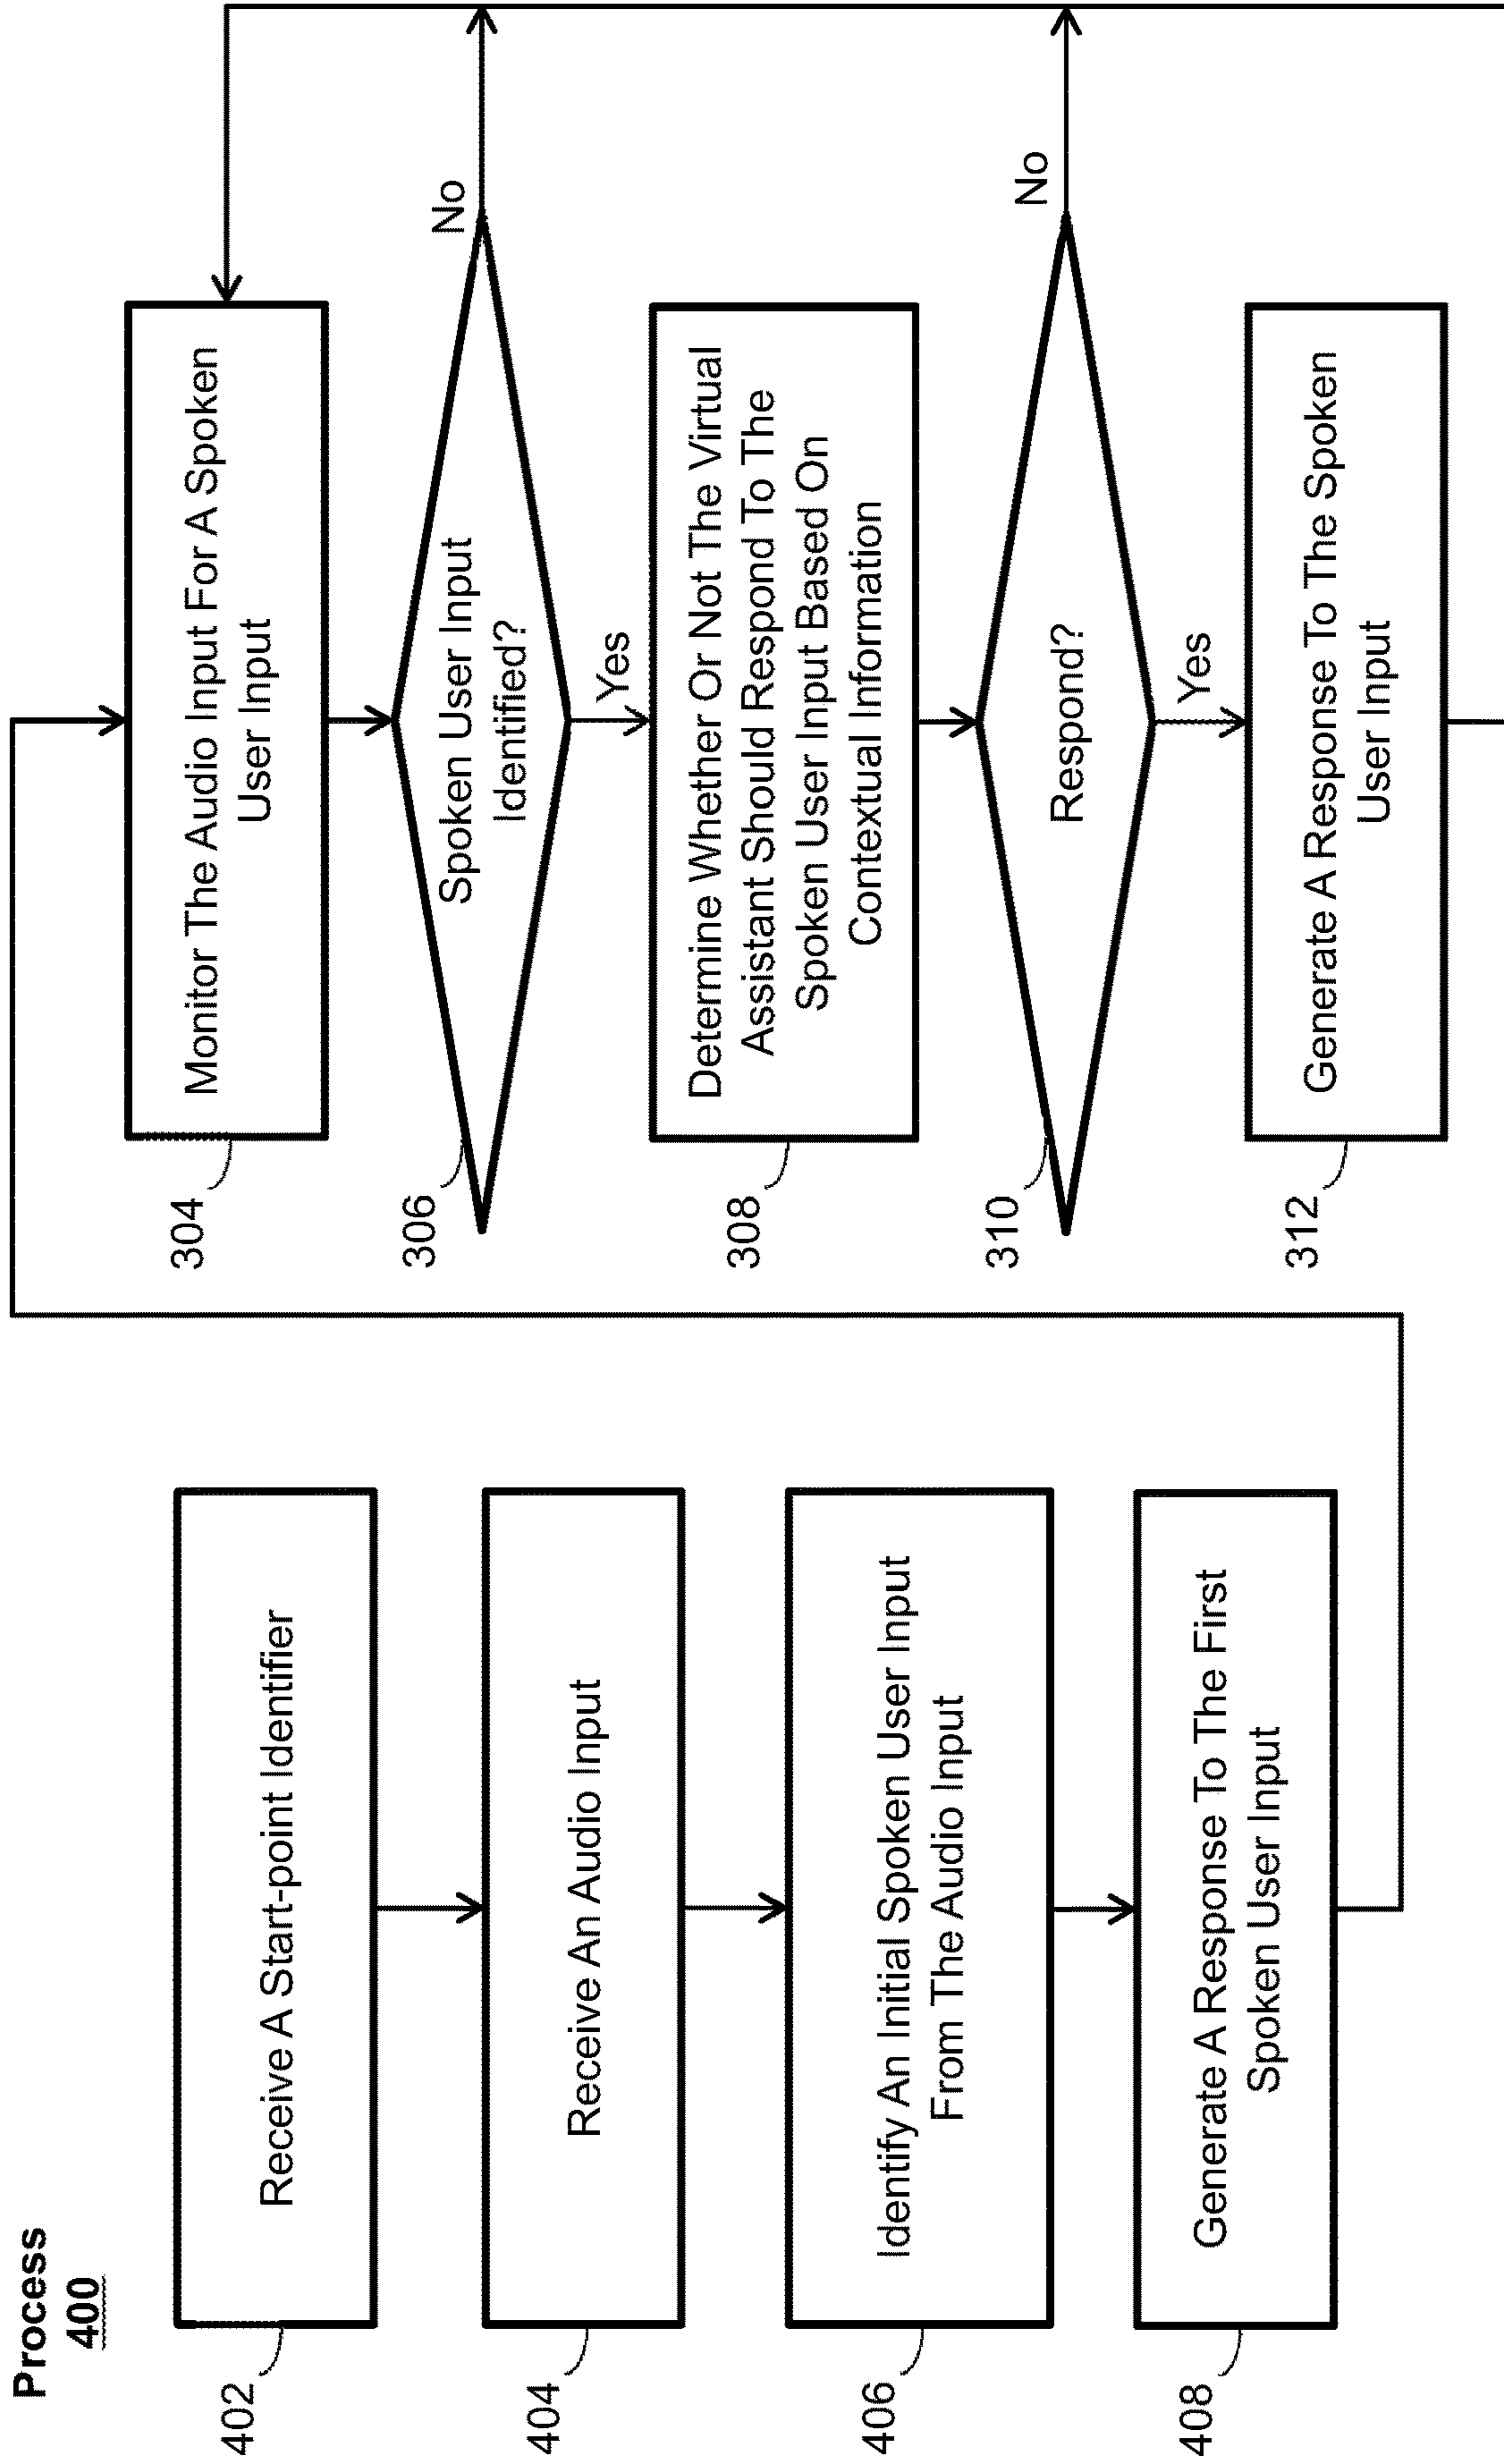 Process
400
402
Receive A Start-point Identifier
404
Receive An Audio Input
406
Identify An Initial Spoken User Input
From The Audio Input
408
Generate A Response To The First
Spoken User Input
304
Monitor The Audio Input For A Spoken
User Input
306
Spoken User Input
Identified?
No
Yes
308
Determine Whether Or Not The Virtual
Assistant Should Respond To The
Spoken User Input Based On
Contextual Information
310
Respond?
No
Yes
312
Generate A Response To The Spoken
User Input